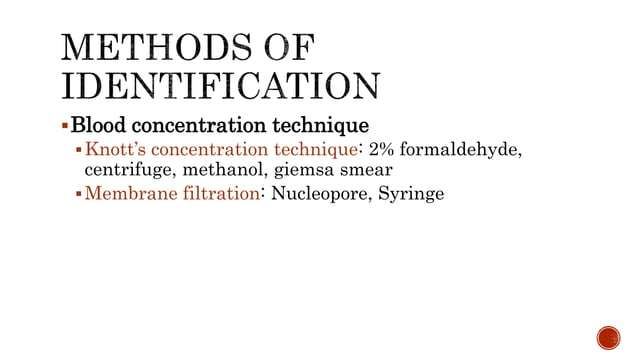 METHODS OF
IDENTIFICATION
Blood concentration technique
Knott's concentration technique: 2% formaldehyde,
centrifuge, methanol, giemsa smear
Membrane filtration: Nucleopore, Syringe